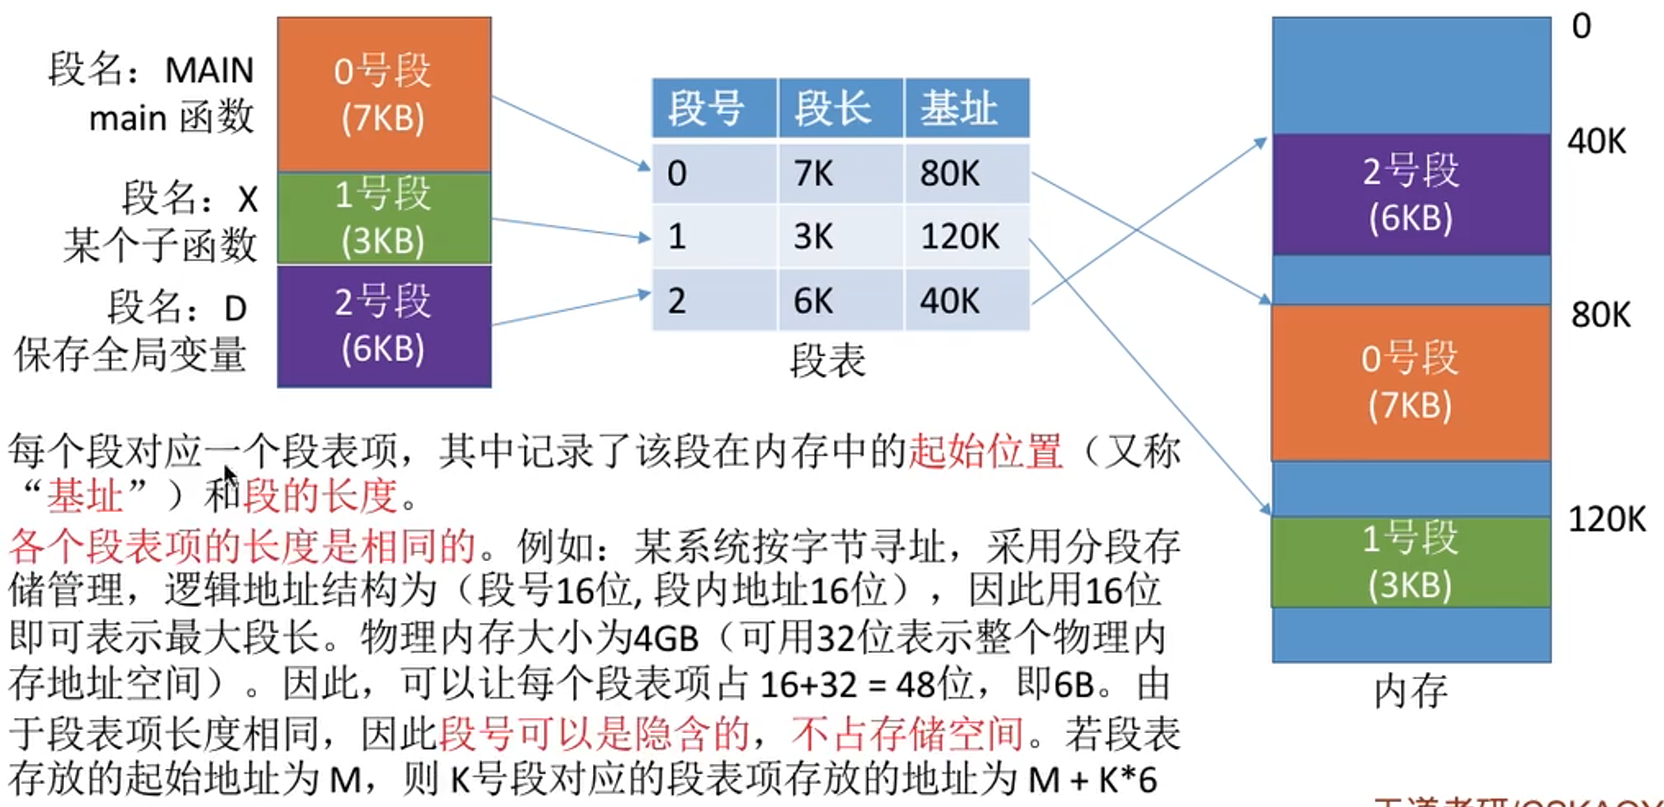 段名：MAIN
main 函数
0号段
(7KB)
段名：X
某个子函数
1号段
(3KB)
段名：D
保存全局变量
2号段
(6KB)
段号 段长 基址
0 7K 80K
1 3K 120K
2 6K 40K
段表
0
40K
2号段
(6KB)
80K
0号段
(7KB)
120K
1号段
(3KB)
内存
每个段对应一个段表项，其中记录了该段在内存中的起始位置（又称
“基址”）和段的长度。
各个段表项的长度是相同的。例如：某系统按字节寻址，采用分段存
储管理，逻辑地址结构为（段号16位, 段内地址16位），因此用16位
即可表示最大段长。物理内存大小为4GB（可用32位表示整个物理内
存地址空间）。因此，可以让每个段表项占 16+32 = 48位，即6B。由
于段表项长度相同，因此段号可以是隐含的，不占存储空间。若段表
存放的起始地址为 M，则 K号段对应的段表项存放的地址为 M + K*6